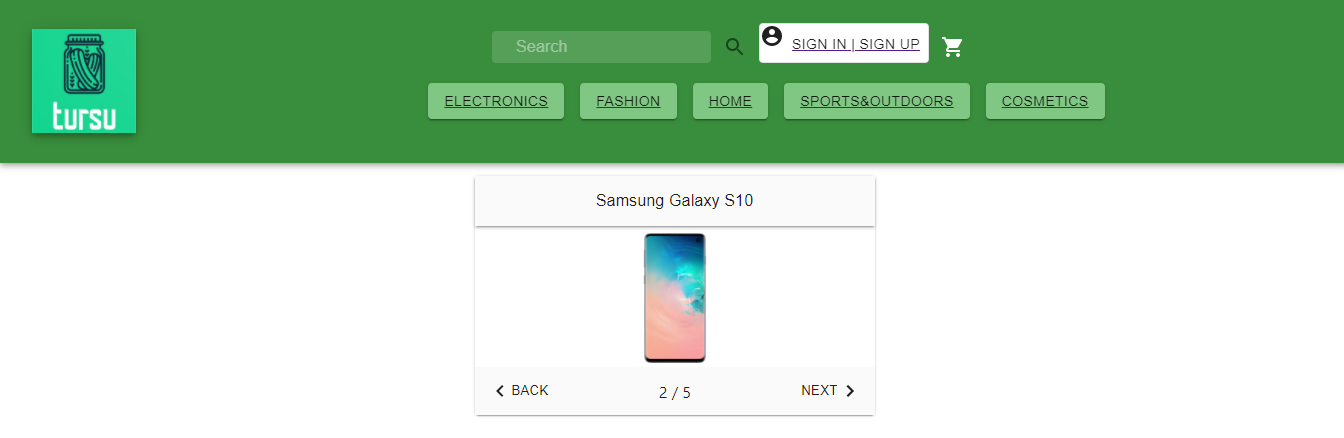 tursu
Search
SIGN IN | SIGN UP
ELECTRONICS
FASHION
HOME
SPORTS&OUTDOORS
COSMETICS
Samsung Galaxy S10
BACK
2 / 5
NEXT